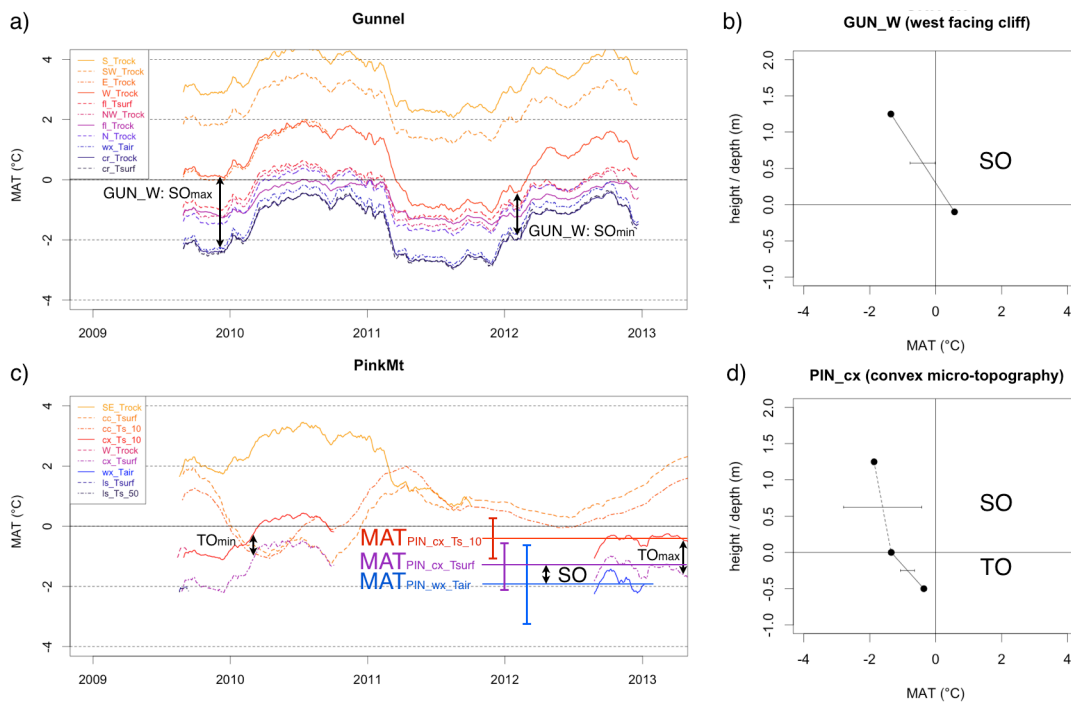 a)
Gunnel
S_Trock
SW_Trock
E_Trock
W_Trock
fl_Tsurf
NW_Trock
fl_Trock
N_Trock
wx_Tair
cr_Trock
cr_Tsurf
MAT (°C)
4
2
0
-2
-4
GUN_W: SOmax
GUN_W: SOmin
2009
2010
2011
2012
2013
b)
GUN_W (west facing cliff)
height / depth (m)
2.0
1.5
1.0
0.5
0.0
-0.5
-1.0
SO
-4
-2
0
2
4
MAT (°C)
c)
PinkMt
SE_Trock
cc_Tsurf
cc_Ts_10
cx_Ts_10
W_Trock
cx_Tsurf
wx_Tair
ls_Tsurf
ls_Ts_50
MAT (°C)
4
2
0
-2
-4
TOmin
MATPIN_cx_Ts_10
MATPIN_cx_Tsurf
MATPIN_wx_Tair
SO
TOmax
2009
2010
2011
2012
2013
d)
PIN_cx (convex micro-topography)
height / depth (m)
2.0
1.5
1.0
0.5
0.0
-0.5
-1.0
SO
TO
-4
-2
0
2
4
MAT (°C)